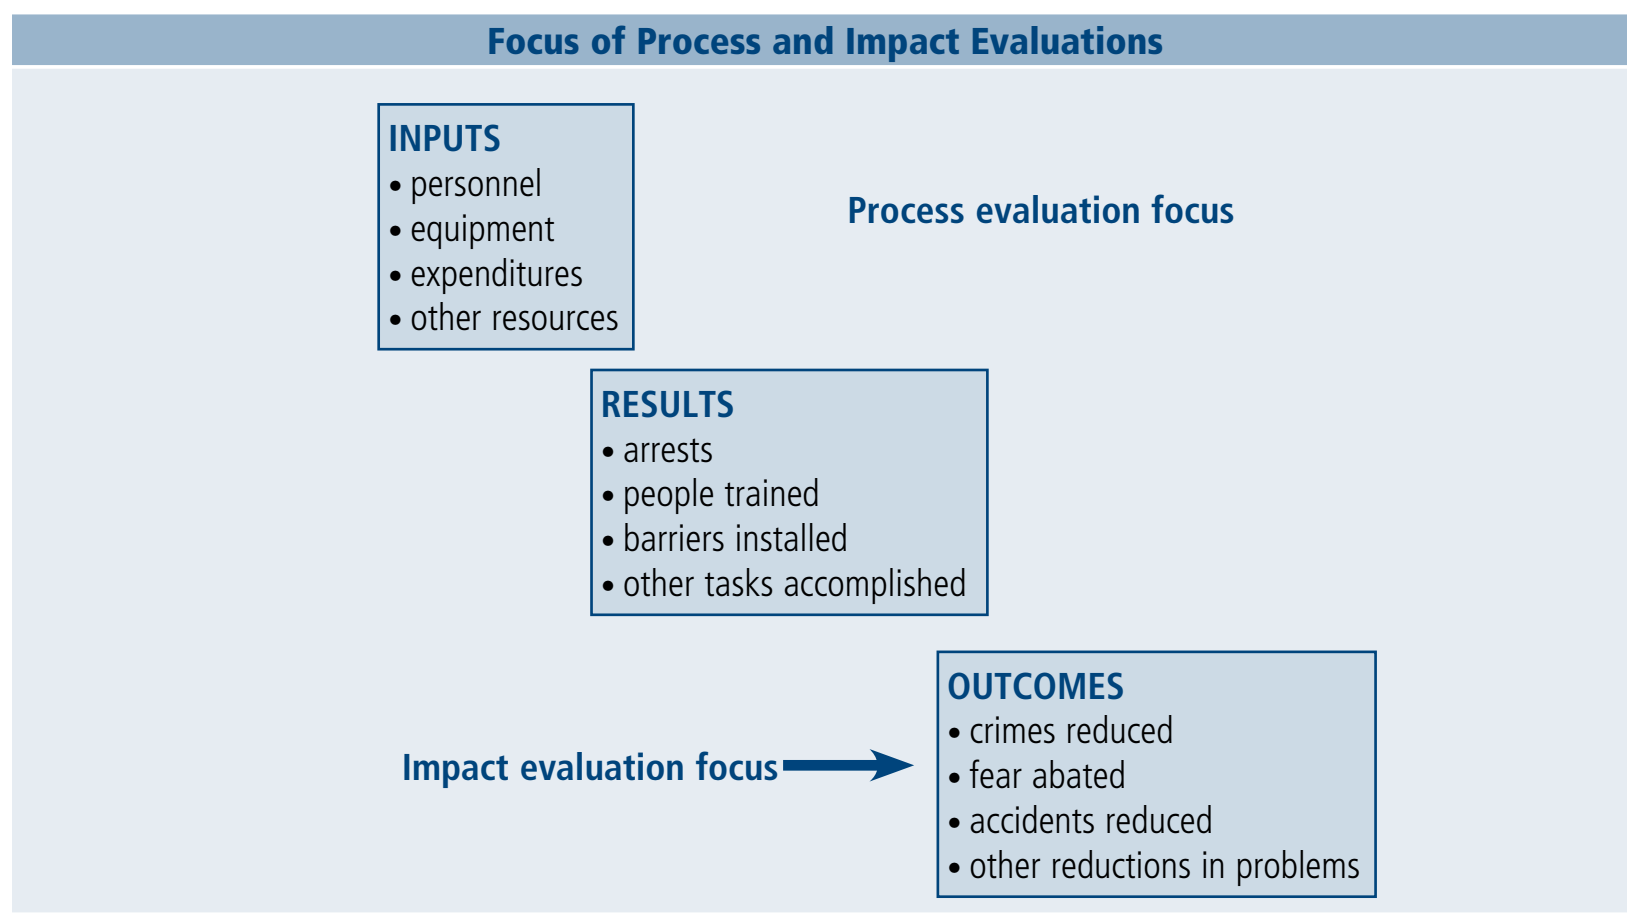 Focus of Process and Impact Evaluations
INPUTS
• personnel
• equipment
• expenditures
• other resources
Process evaluation focus
RESULTS
• arrests
• people trained
• barriers installed
• other tasks accomplished
OUTCOMES
• crimes reduced
• fear abated
• accidents reduced
• other reductions in problems
Impact evaluation focus